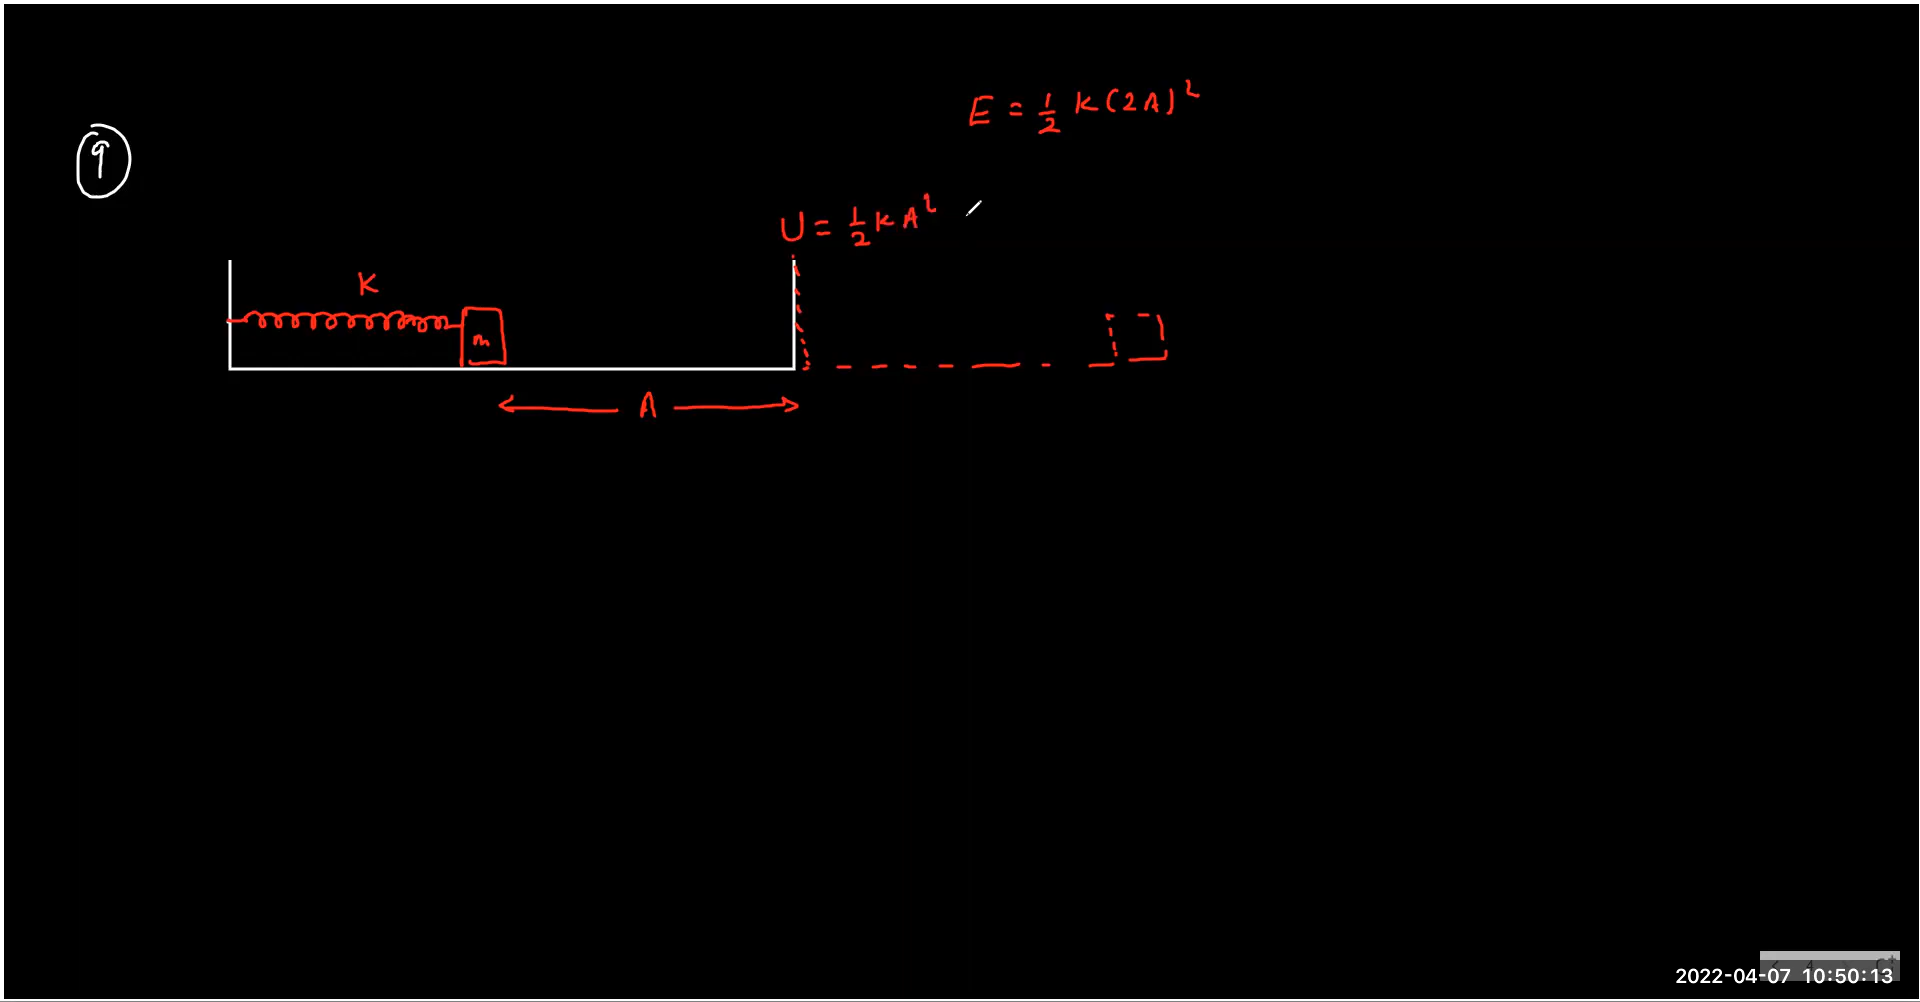 E = 1/2 K(2A)²
9
U = 1/2 K A²
K
m
A
2022-04-07 10:50:13